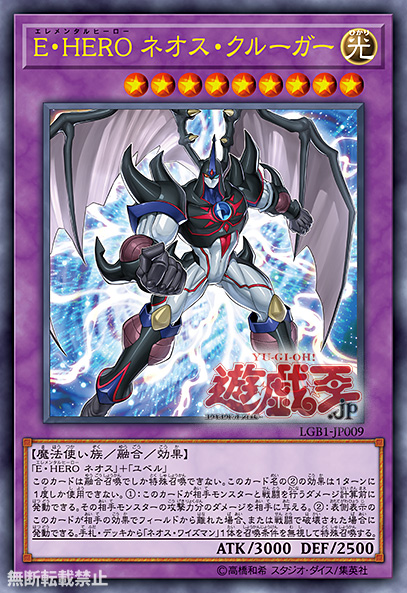 エレメンタルヒーロー
E・HERO ネオス・クルーガー
ひかり
光
YU-GI-OH!
遊戯王
.JP
LGB1-JP009
【魔法使い族／融合／効果】
「E・HERO ネオス」＋「ユベル」
このカードは融合召喚でしか特殊召喚できない。このカード名の②の効果は1ターンに
1度しか使用できない。①：このカードが相手モンスターと戦闘を行うダメージ計算前に
発動できる。その相手モンスターの攻撃力分のダメージを相手に与える。②：表側表示の
このカードが相手の効果でフィールドから離れた場合、または戦闘で破壊された場合に
発動できる。手札・デッキから「ネオス・ワイズマン」1体を召喚条件を無視して特殊召喚する。
ATK/3000 DEF/2500
無断転載禁止
©高橋和希 スタジオ・ダイス/集英社